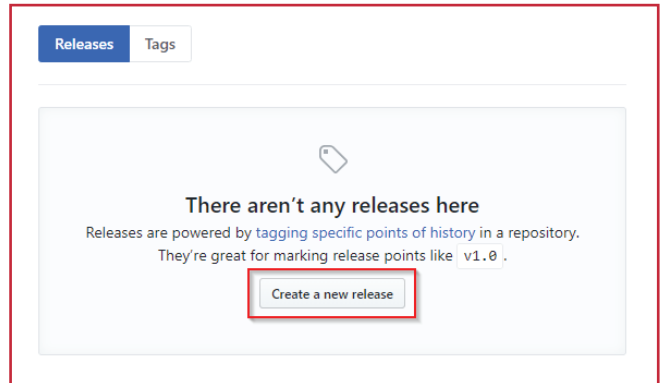 Releases Tags
There aren’t any releases here
Releases are powered by tagging specific points of history in a repository.
They’re great for marking release points like v1.0 .
Create a new release